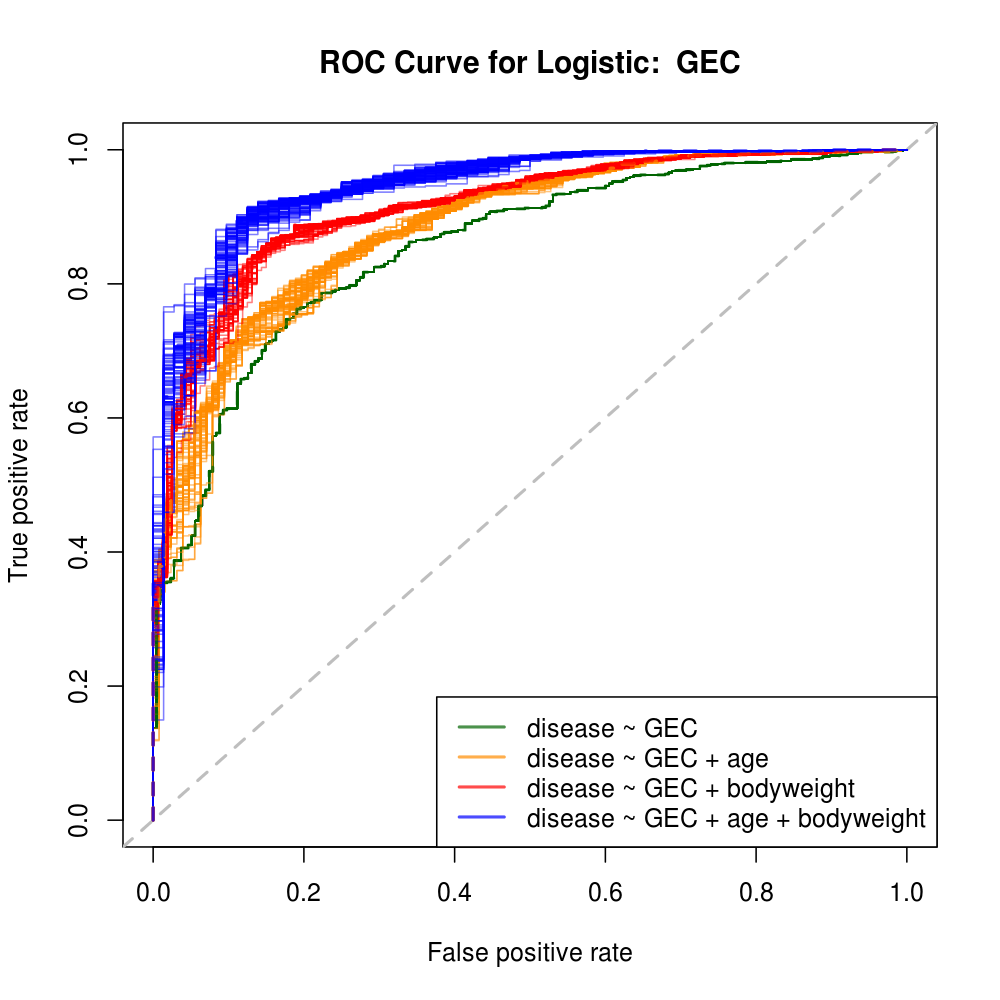 ROC Curve for Logistic:  GEC
True positive rate
1.0
0.8
0.6
0.4
0.2
0.0
disease ~ GEC
disease ~ GEC + age
disease ~ GEC + bodyweight
disease ~ GEC + age + bodyweight
0.0 0.2 0.4 0.6 0.8 1.0
False positive rate